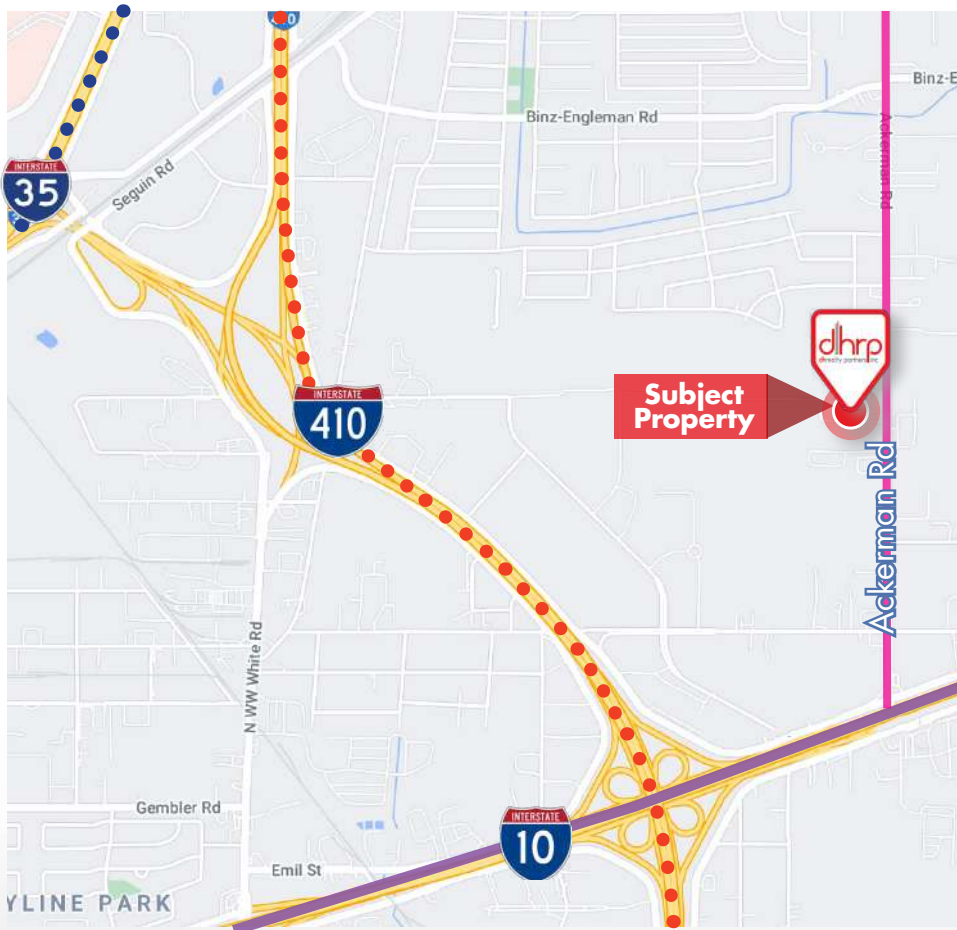 Binz-E
Binz-Engleman Rd
Ackerman Rd
INTERSTATE
35
Seguin Rd
dhrp
Subject
Property
INTERSTATE
410
Ackerman Rd
N WW White Rd
Gembler Rd
INTERSTATE
10
Emil St
YLINE PARK